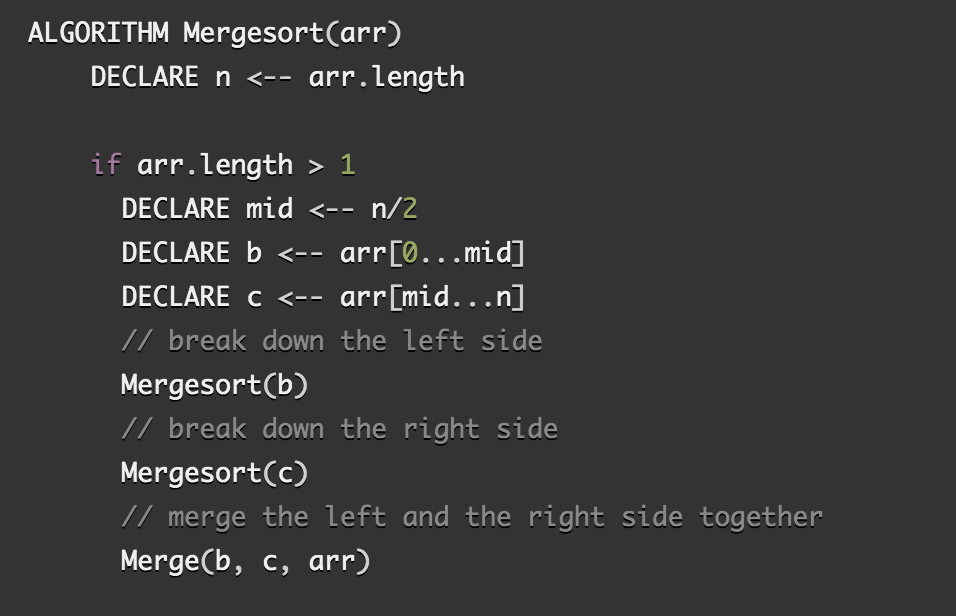 ALGORITHM Mergesort(arr)
    DECLARE n <-- arr.length

    if arr.length > 1
      DECLARE mid <-- n/2
      DECLARE b <-- arr[0...mid]
      DECLARE c <-- arr[mid...n]
      // break down the left side
      Mergesort(b)
      // break down the right side
      Mergesort(c)
      // merge the left and the right side together
      Merge(b, c, arr)